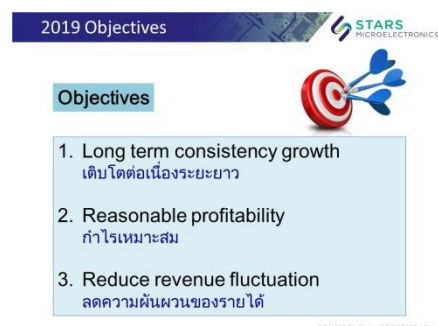 2019 Objectives
STARS
MICROELECTRONICS
Objectives
1. Long term consistency growth
เติบโตต่อเนื่องระยะยาว
2. Reasonable profitability
กำไรเหมาะสม
3. Reduce revenue fluctuation
ลดความผันผวนของรายได้